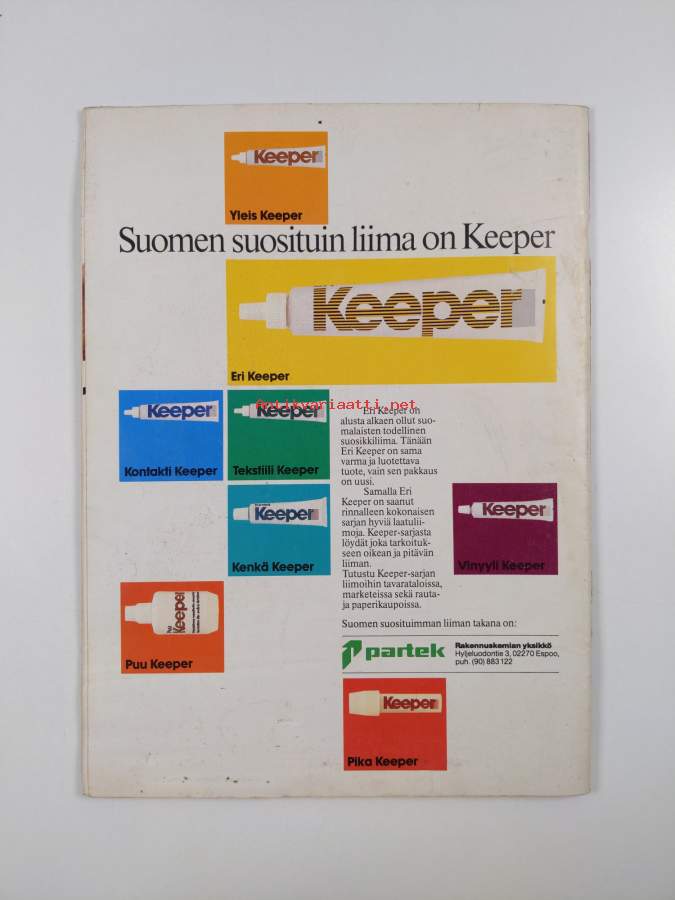 Keeper
Yleis Keeper
Suomen suosituin liima on Keeper
Keeper
Eri Keeper
Keeper
Kontakti Keeper
Keeper
Tekstiili Keeper
Antikvariaatti.net
Eri Keeper on
alusta alkaen ollut suo-
malaisten todellinen
suosikkiliima. Tänään
Eri Keeper on sama
varma ja luotettava
tuote, vain sen pakkaus
on uusi.
Samalla Eri
Keeper on saanut
rinnalleen kokonaisen
sarjan hyviä laatulii-
moja. Keeper-sarjasta
löydät joka tarkoituk-
seen oikean ja pitävän
liiman.
Tutustu Keeper-sarjan
liimoihin tavarataloissa,
marketeissa sekä rauta-
ja paperikaupoissa.
Keeper
Kenkä Keeper
Keeper
Vinyyli Keeper
Keeper
Puu Keeper
Suomen suosituimman liiman takana on:
partek
Rakennuskemian yksikkö
Hyljeluodontie 3, 02270 Espoo,
puh. (90) 883 122
Keeper
Pika Keeper